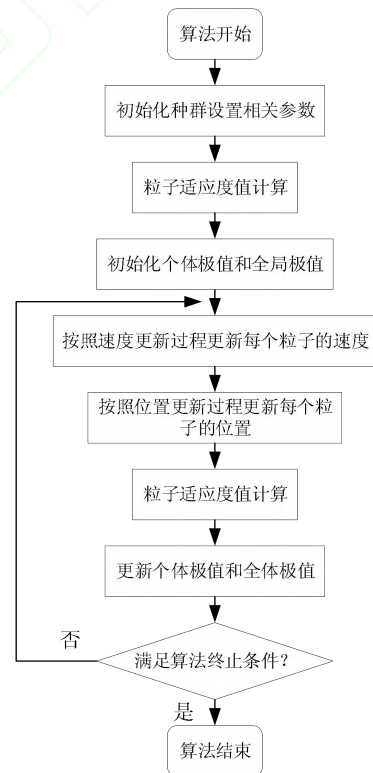 算法开始
初始化种群设置相关参数
粒子适应度值计算
初始化个体极值和全局极值
按照速度更新过程更新每个粒子的速度
按照位置更新过程更新每个粒
子的位置
粒子适应度值计算
更新个体极值和全体极值
否
满足算法终止条件？
是
算法结束